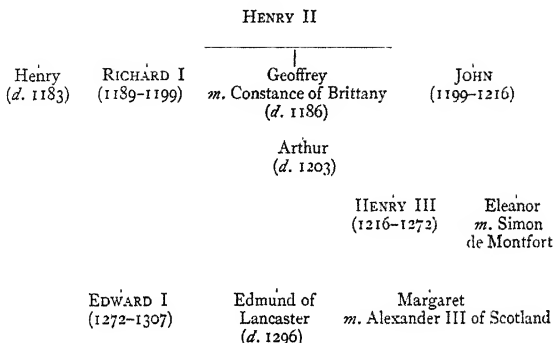 HENRY II
Henry RICHARD I Geoffrey JOHN
(d. 1183) (1189-1199) m. Constance of Brittany (1199-1216)
(d. 1186)
Arthur
(d. 1203)
HENRY III Eleanor
(1216-1272) m. Simon
de Montfort
EDWARD I Edmund of Margaret
(1272-1307) Lancaster m. Alexander III of Scotland
(d. 1296)